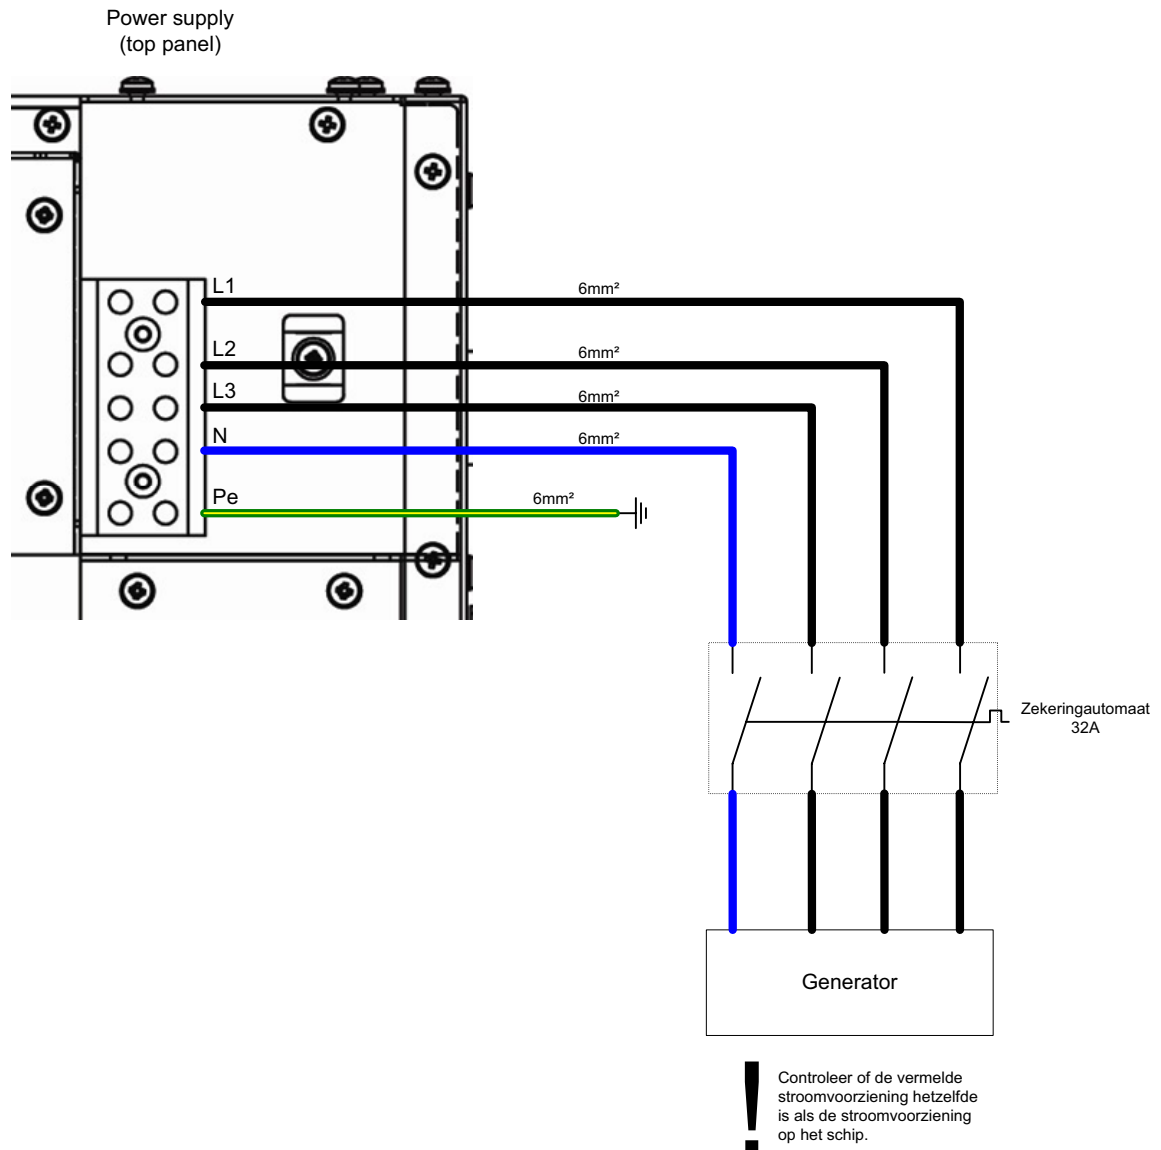 Power supply
(top panel)
L1
6mm²
L2
6mm²
L3
6mm²
N
6mm²
Pe
6mm²
Zekeringautomaat
32A
Generator
!
Controleer of de vermelde
stroomvoorziening hetzelfde
is als de stroomvoorziening
op het schip.